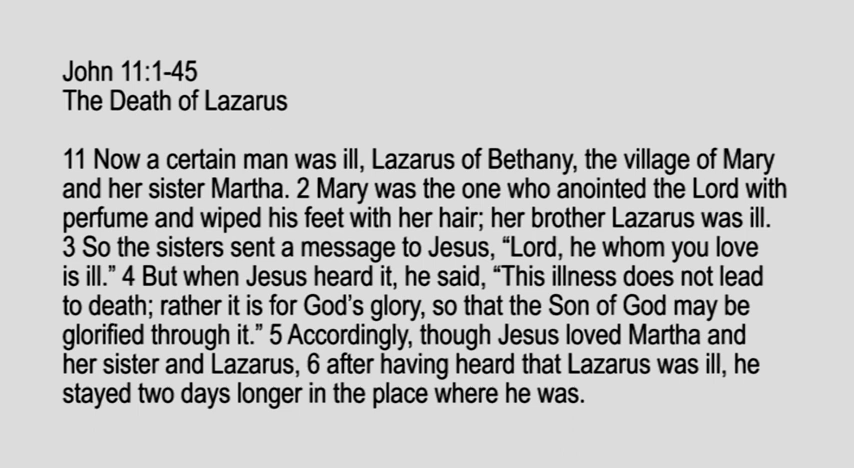 John 11:1-45
The Death of Lazarus
11 Now a certain man was ill, Lazarus of Bethany, the village of Mary
and her sister Martha. 2 Mary was the one who anointed the Lord with
perfume and wiped his feet with her hair; her brother Lazarus was ill.
3 So the sisters sent a message to Jesus, “Lord, he whom you love
is ill.” 4 But when Jesus heard it, he said, “This illness does not lead
to death; rather it is for God’s glory, so that the Son of God may be
glorified through it.” 5 Accordingly, though Jesus loved Martha and
her sister and Lazarus, 6 after having heard that Lazarus was ill, he
stayed two days longer in the place where he was.